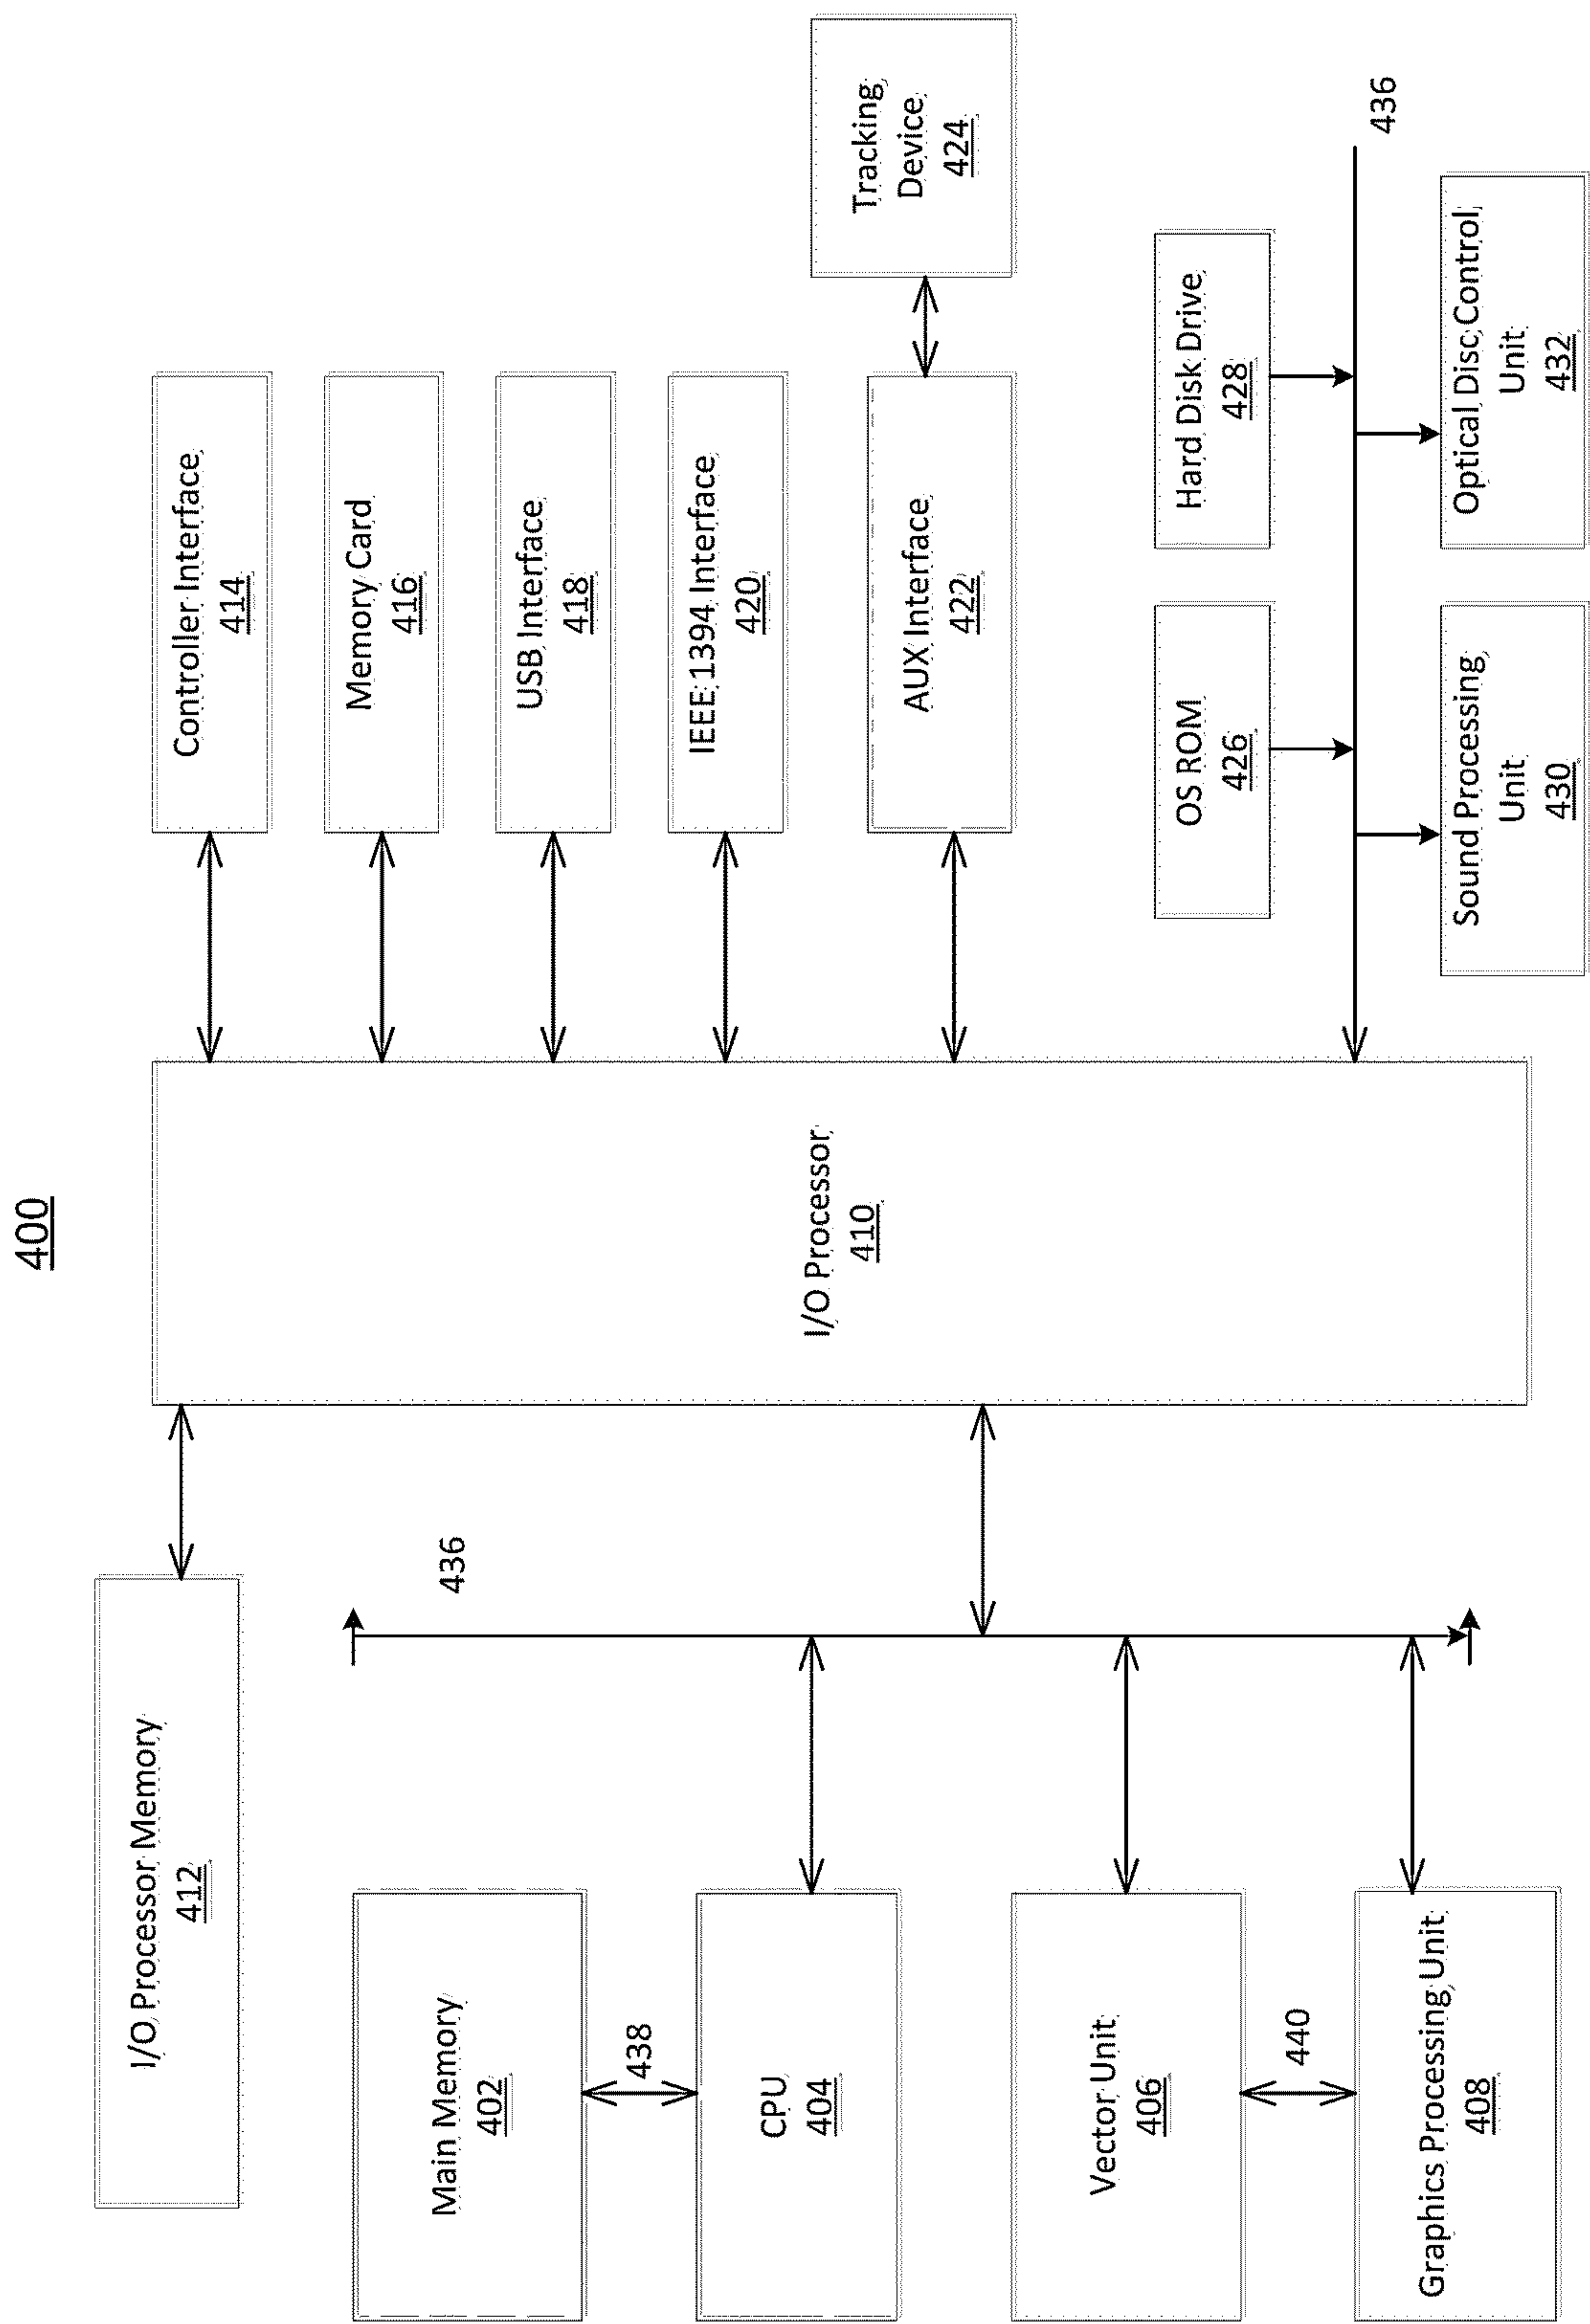 400
I/O Processor Memory
412
Main Memory
402
438
CPU
404
Vector Unit
406
440
Graphics Processing Unit
408
436
I/O Processor
410
Controller Interface
414
Memory Card
416
USB Interface
418
IEEE 1394 Interface
420
AUX Interface
422
Tracking
Device
424
OS ROM
426
Hard Disk Drive
428
436
Sound Processing
Unit
430
Optical Disc Control
Unit
432